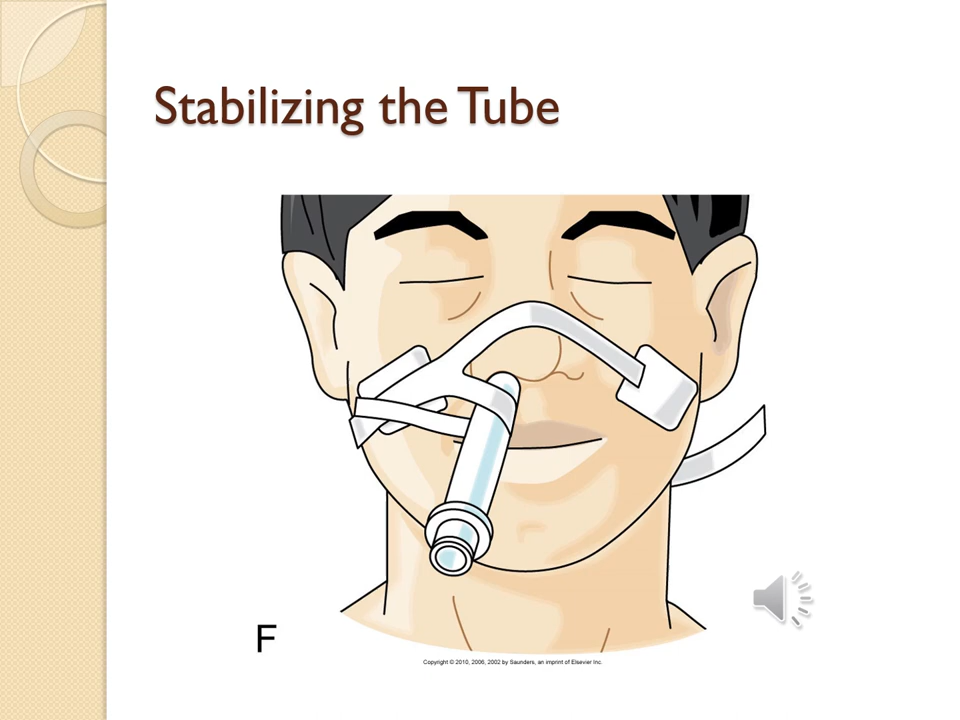 Stabilizing the Tube
F
Copyright © 2010, 2006, 2002 by Saunders, an imprint of Elsevier Inc.